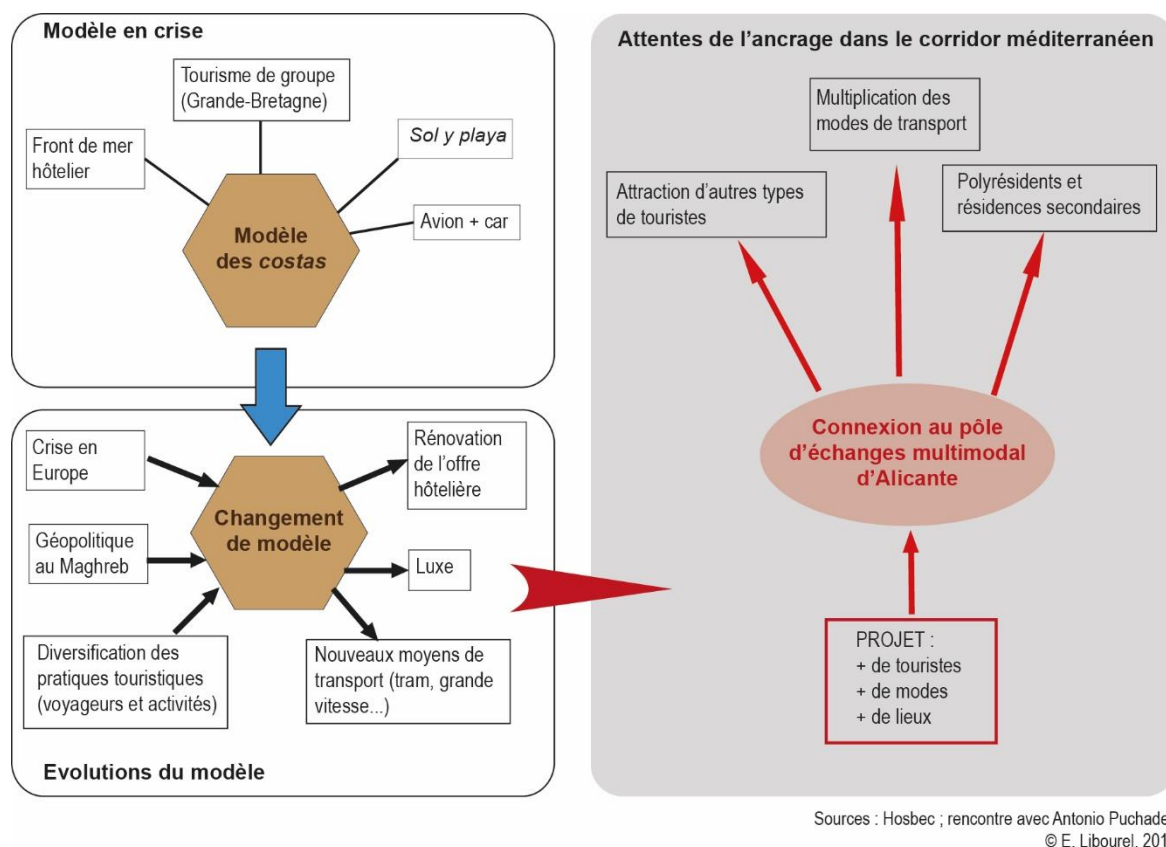 Modèle en crise
Tourisme de groupe
(Grande-Bretagne)
Front de mer
hôtelier
Sol y playa
Avion + car
Modèle
des costas
Crise en
Europe
Géopolitique
au Maghreb
Diversification des
pratiques touristiques
(voyageurs et activités)
Changement
de modèle
Rénovation
de l'offre
hôtelière
Luxe
Nouveaux moyens de
transport (tram, grande
vitesse...)
Evolutions du modèle
Attentes de l'ancrage dans le corridor méditerranéen
Multiplication des
modes de transport
Attraction d'autres types
de touristes
Polyrésidents et
résidences secondaires
Connexion au pôle
d'échanges multimodal
d'Alicante
PROJET :
+ de touristes
+ de modes
+ de lieux
Sources : Hosbec ; rencontre avec Antonio Puchade
© E. Libourel, 201